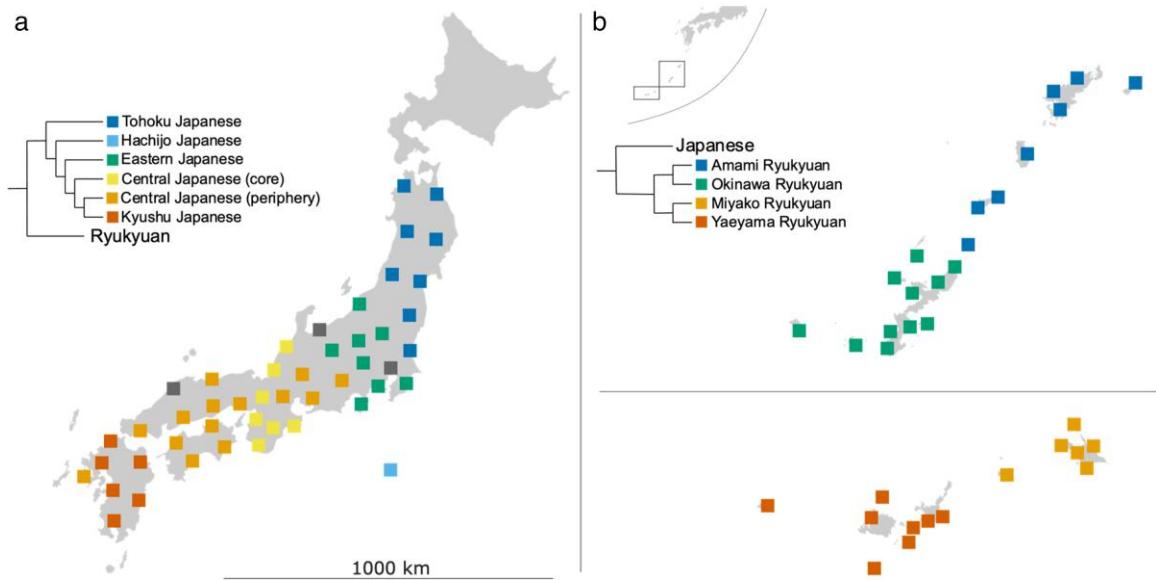 a
Tohoku Japanese
Hachijo Japanese
Eastern Japanese
Central Japanese (core)
Central Japanese (periphery)
Kyushu Japanese
Ryukyuan
1000 km
b
Japanese
Amami Ryukyuan
Okinawa Ryukyuan
Miyako Ryukyuan
Yaeyama Ryukyuan